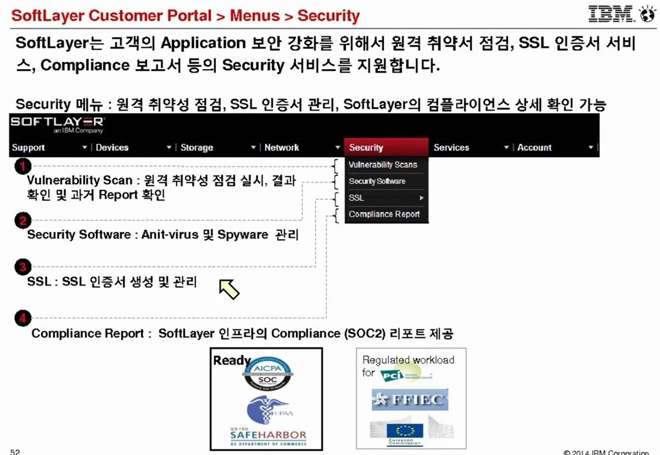 SoftLayer Customer Portal > Menus > Security
IBM
SoftLayer는 고객의 Application 보안 강화를 위해서 원격 취약서 점검, SSL 인증서 서비
스, Compliance 보고서 등의 Security 서비스를 지원합니다.
Security 메뉴 : 원격 취약성 점검, SSL 인증서 관리, SoftLayer의 컴플라이언스 상세 확인 가능
SOFTLAYER
an IBM Company
Support Devices Storage Network Security Services Account
Vulnerability Scans
Security Software
SSL
Compliance Report
1
Vulnerability Scan : 원격 취약성 점검 실시, 결과
확인 및 과거 Report 확인
2
Security Software : Anit-virus 및 Spyware 관리
3
SSL : SSL 인증서 생성 및 관리
4
Compliance Report : SoftLayer 인프라의 Compliance (SOC2) 리포트 제공
Ready
AICPA
SOC
HIPAA
SAFEHARBOR
US DEPARTMENT OF COMMERCE
Regulated workload
for
PCI
FFIEC
European
Commission
52
© 2014 IBM Corporation